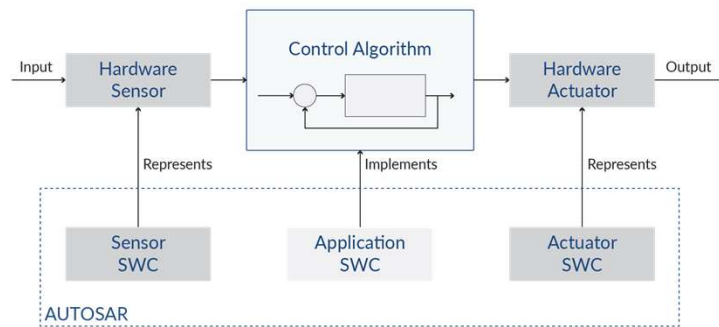 Control Algorithm
Input
Hardware
Sensor
Hardware
Actuator
Output
Represents
Implements
Represents
Sensor
SWC
Application
SWC
Actuator
SWC
AUTOSAR